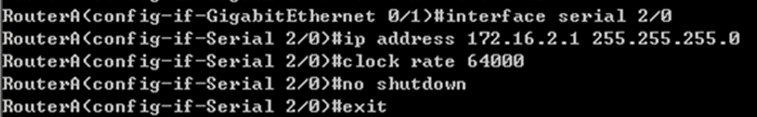 RouterA(config-if-GigabitEthernet 0/1)#interface serial 2/0
RouterA(config-if-Serial 2/0)#ip address 172.16.2.1 255.255.255.0
RouterA(config-if-Serial 2/0)#clock rate 64000
RouterA(config-if-Serial 2/0)#no shutdown
RouterA(config-if-Serial 2/0)#exit